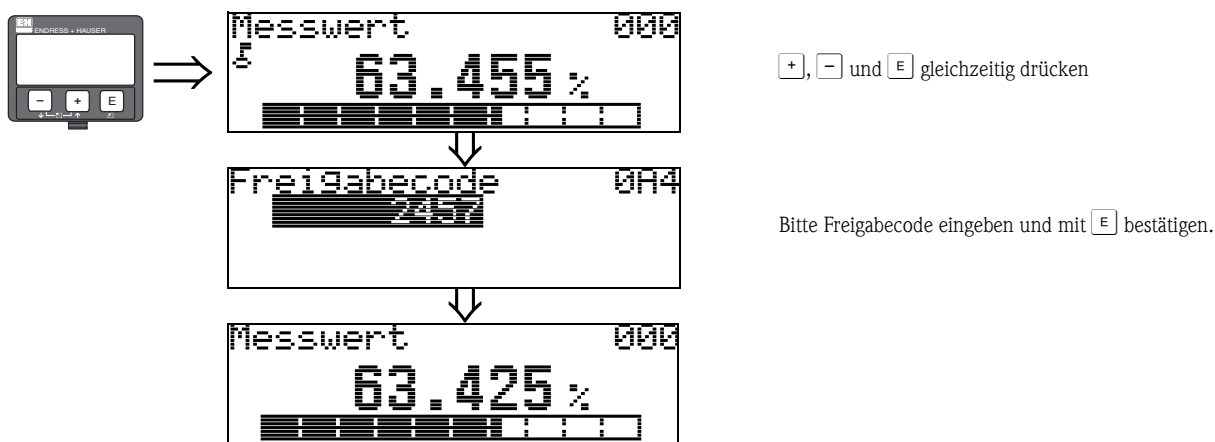 E+H
ENDRESS + HAUSER
- + E
Messwert 000
63.455 %
+, - und E gleichzeitig drücken
Freigabecode 0A4
2457
Bitte Freigabecode eingeben und mit E bestätigen.
Messwert 000
63.425 %